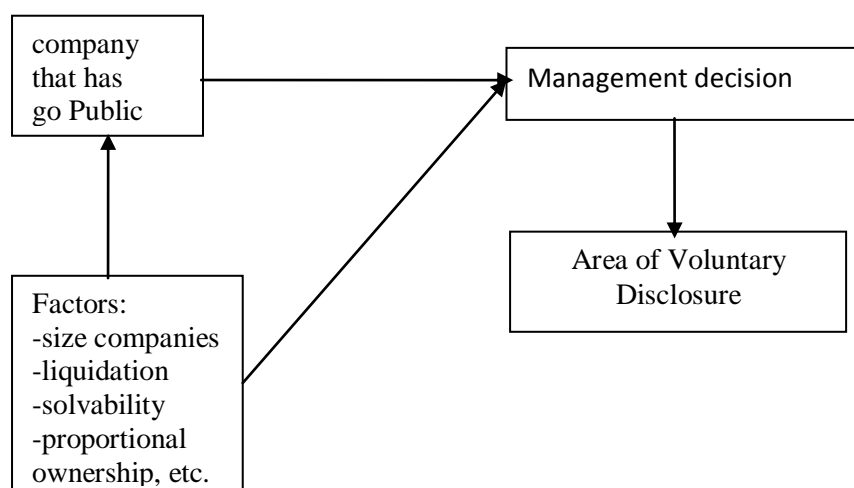 company
that has
go Public
Management decision
Area of Voluntary
Disclosure
Factors:
-size companies
-liquidation
-solvability
-proportional
ownership, etc.